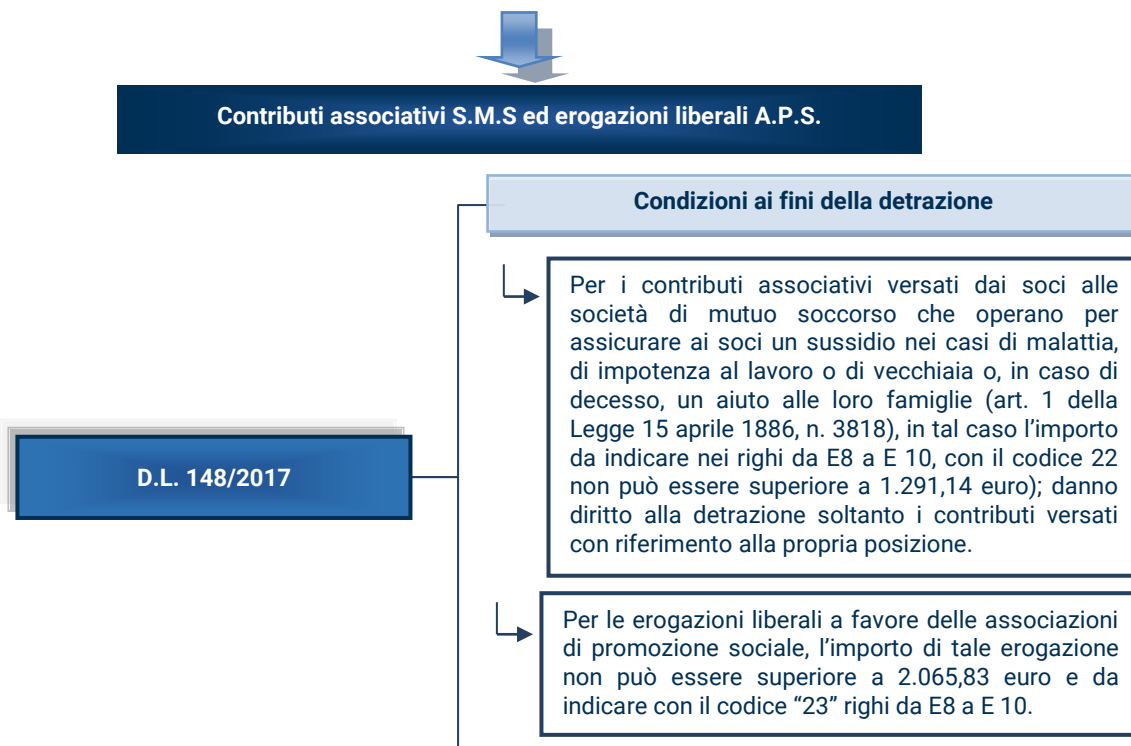 Contributi associativi S.M.S ed erogazioni liberali A.P.S.
Condizioni ai fini della detrazione
Per i contributi associativi versati dai soci alle
società di mutuo soccorso che operano per
assicurare ai soci un sussidio nei casi di malattia,
di impotenza al lavoro o di vecchiaia o, in caso di
decesso, un aiuto alle loro famiglie (art. 1 della
Legge 15 aprile 1886, n. 3818), in tal caso l’importo
da indicare nei righi da E8 a E 10, con il codice 22
non può essere superiore a 1.291,14 euro); danno
diritto alla detrazione soltanto i contributi versati
con riferimento alla propria posizione.
D.L. 148/2017
Per le erogazioni liberali a favore delle associazioni
di promozione sociale, l’importo di tale erogazione
non può essere superiore a 2.065,83 euro e da
indicare con il codice “23” righi da E8 a E 10.